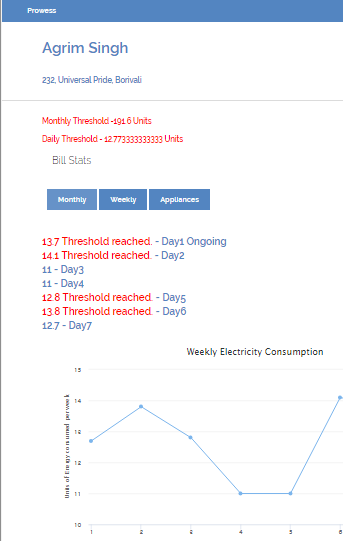 Prowess
Agrim Singh
232, Universal Pride, Borivali
Monthly Threshold -191.6 Units
Daily Threshold - 12.773333333333 Units
Bill Stats
Monthly Weekly Appliances
13.7 Threshold reached. - Day1 Ongoing
14.1 Threshold reached. - Day2
11 - Day3
11 - Day4
12.8 Threshold reached. - Day5
13.8 Threshold reached. - Day6
12.7 - Day7
Weekly Electricity Consumption
Units of Energy consumed per week
15
14
13
12
11
10
1 2 3 4 5 6